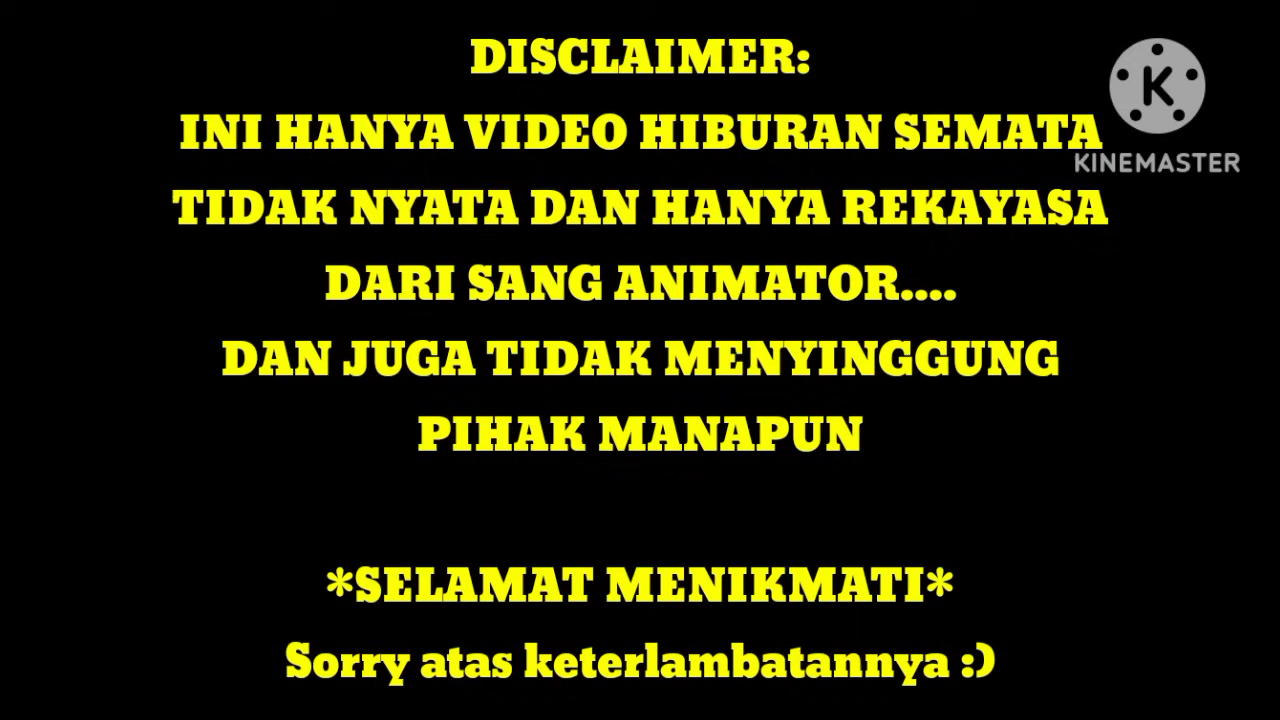 DISCLAIMER:
INI HANYA VIDEO HIBURAN SEMATA
TIDAK NYATA DAN HANYA REKAYASA
DARI SANG ANIMATOR....
DAN JUGA TIDAK MENYINGGUNG
PIHAK MANAPUN
*SELAMAT MENIKMATI*
Sorry atas keterlambatannya :)
K
KINEMASTER